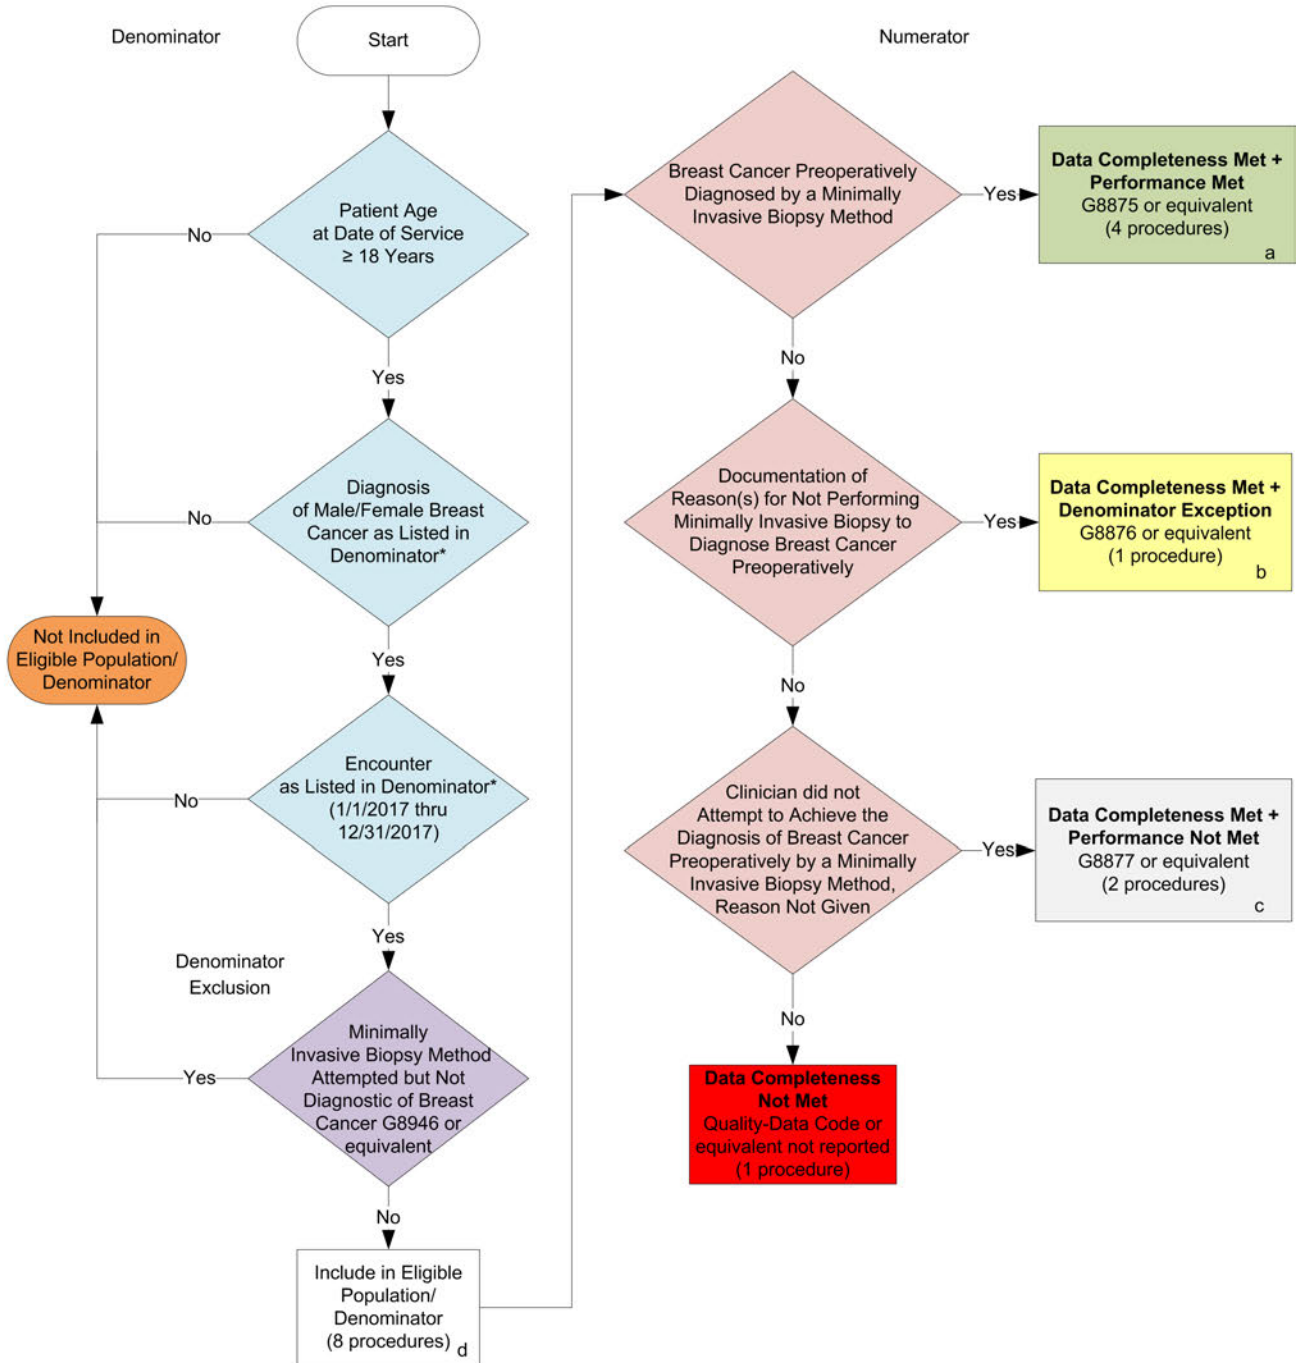 Denominator
Start
Numerator
Patient Age
at Date of Service
≥ 18 Years
No
Yes
Diagnosis
of Male/Female Breast
Cancer as Listed in
Denominator*
No
Yes
Not Included in
Eligible Population/
Denominator
Encounter
as Listed in Denominator*
(1/1/2017 thru
12/31/2017)
No
Yes
Denominator
Exclusion
Minimally
Invasive Biopsy Method
Attempted but Not
Diagnostic of Breast
Cancer G8946 or
equivalent
Yes
No
Include in Eligible
Population/
Denominator
(8 procedures)
d
Breast Cancer Preoperatively
Diagnosed by a Minimally
Invasive Biopsy Method
Yes
Data Completeness Met +
Performance Met
G8875 or equivalent
(4 procedures)
a
No
Documentation of
Reason(s) for Not Performing
Minimally Invasive Biopsy to
Diagnose Breast Cancer
Preoperatively
Yes
Data Completeness Met +
Denominator Exception
G8876 or equivalent
(1 procedure)
b
No
Clinician did not
Attempt to Achieve the
Diagnosis of Breast Cancer
Preoperatively by a Minimally
Invasive Biopsy Method,
Reason Not Given
Yes
Data Completeness Met +
Performance Not Met
G8877 or equivalent
(2 procedures)
c
No
Data Completeness
Not Met
Quality-Data Code or
equivalent not reported
(1 procedure)